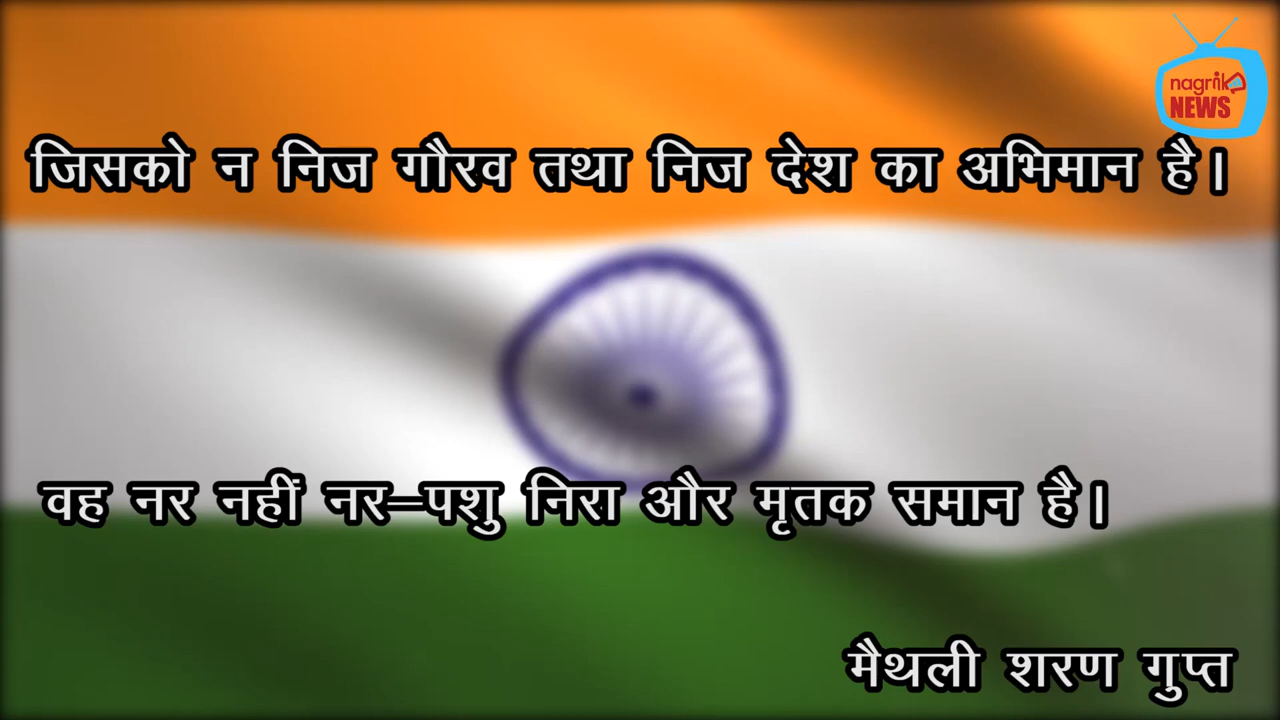 nagrik
NEWS
जिसको न निज गौरव तथा निज देश का अभिमान है।
वह नर नहीं नर–पशु निरा और मृतक समान है।
मैथली शरण गुप्त